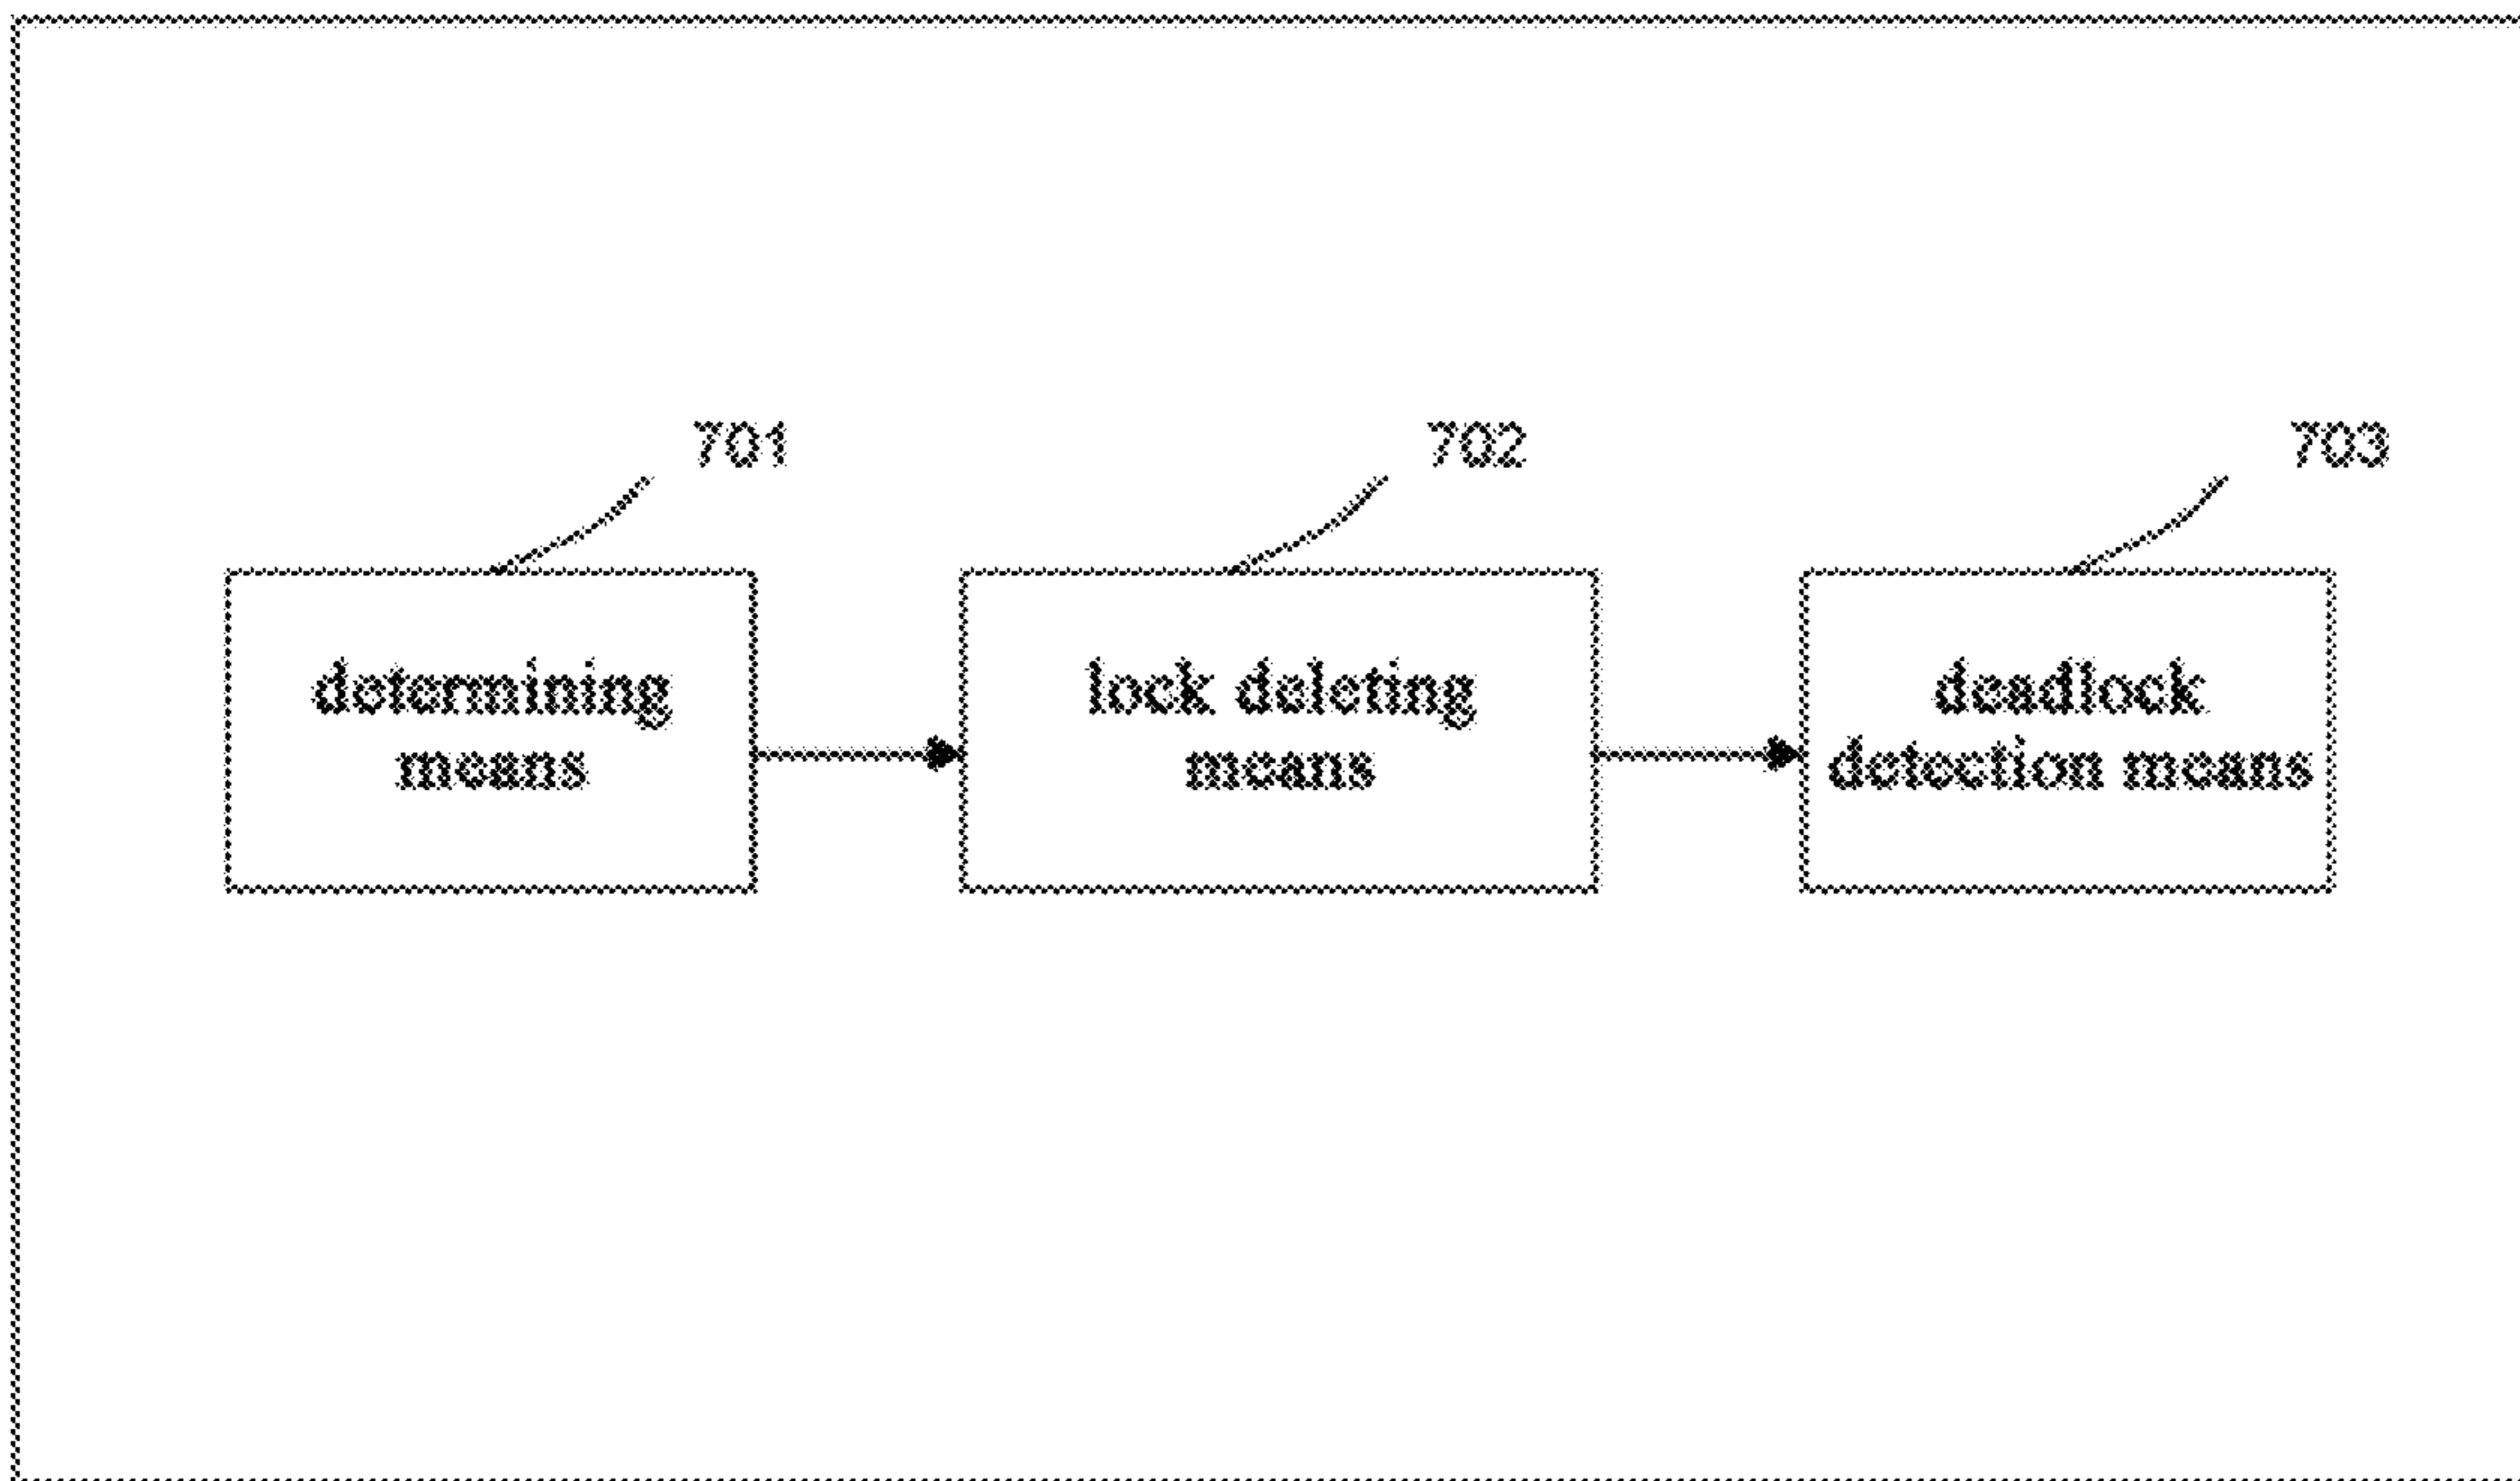 701
702
703
determining
means
lock deleting
means
deadlock
detection means